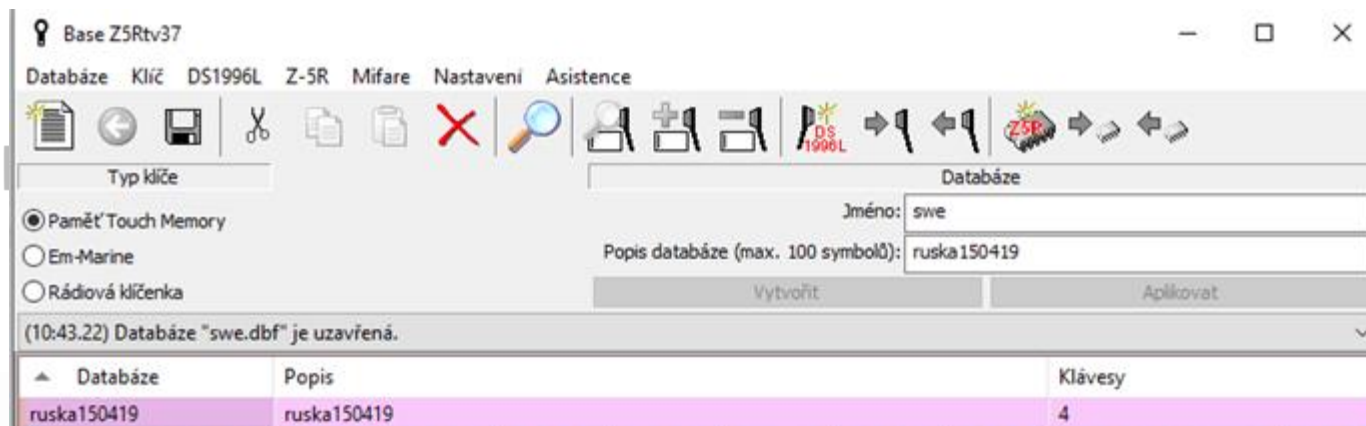 Base Z5Rtv37
Databáze Klíč DS1996L Z-5R Mifare Nastavení Asistence
DS 1996L
Z5R
Typ klíče
Databáze
Paměť Touch Memory
Em-Marine
Rádiová klíčenka
Jméno: swe
Popis databáze (max. 100 symbolů): ruska150419
Vytvořit Aplikovat
(10:43.22) Databáze "swe.dbf" je uzavřená.
Databáze Popis Klávesy
ruska150419 ruska150419 4